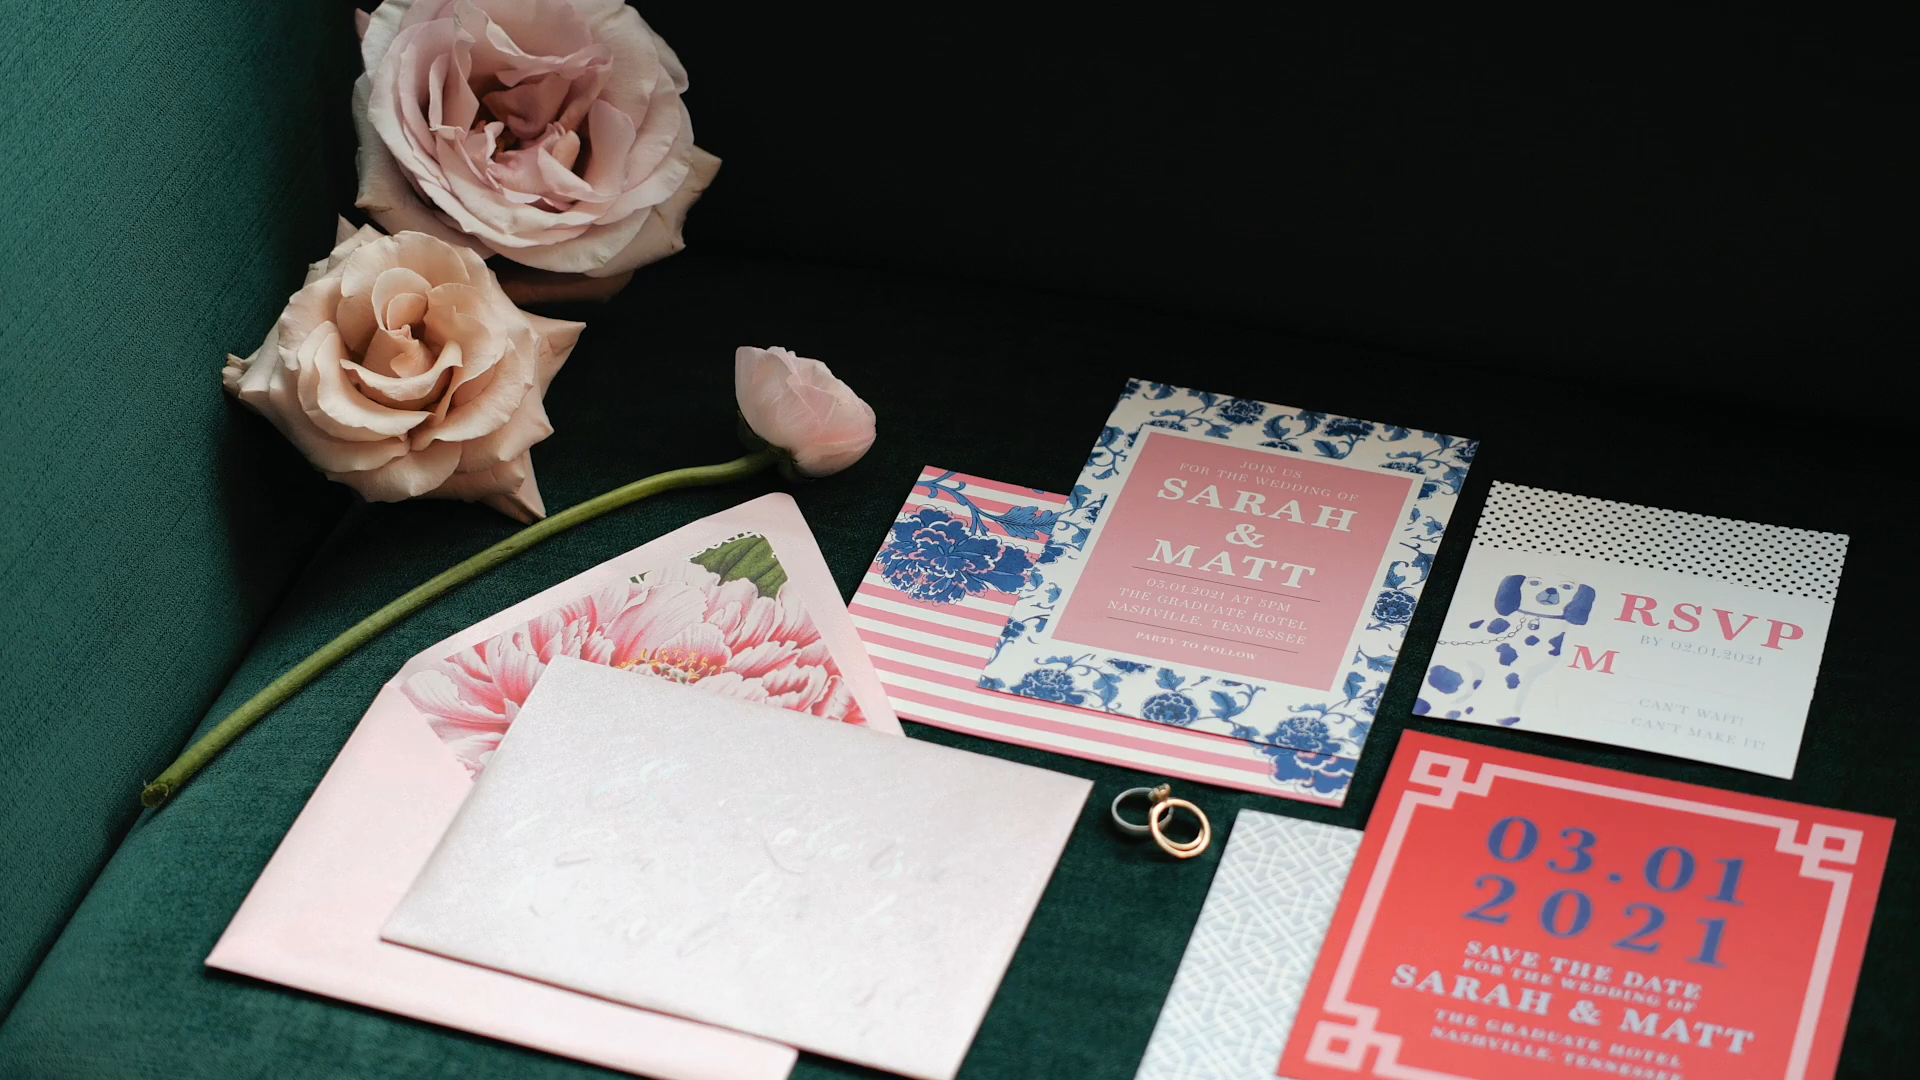 JOIN US
FOR THE WEDDING OF
SARAH
&
MATT
03.01.2021 AT 5PM
THE GRADUATE HOTEL
NASHVILLE, TENNESSEE
PARTY TO FOLLOW
RSVP
BY 02.01.2021
M
CAN'T WAIT!
CAN'T MAKE IT!
03.01
2021
SAVE THE DATE
FOR THE WEDDING OF
SARAH & MATT
THE GRADUATE HOTEL
NASHVILLE, TENNESSEE